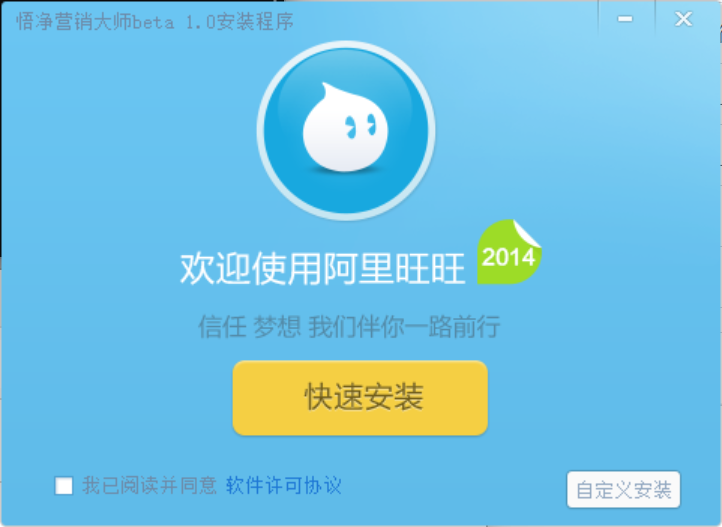 悟净营销大师beta 1.0安装程序
欢迎使用阿里旺旺
2014
信任 梦想 我们伴你一路前行
快速安装
我已阅读并同意 软件许可协议
自定义安装